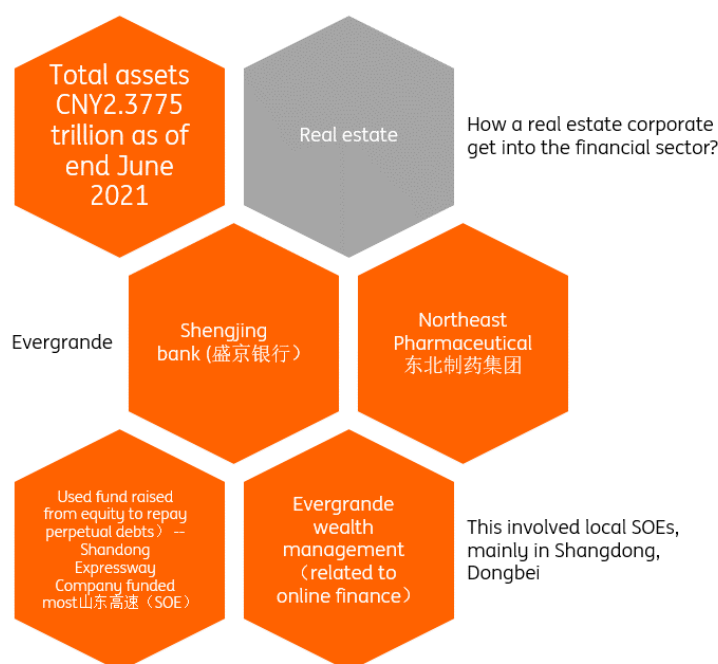 Total assets
CNY2.3775
trillion as of
end June
2021
Real estate
How a real estate corporate
get into the financial sector?
Evergrande
Shengjing
bank (盛京银行）
Northeast
Pharmaceutical
东北制药集团
Used fund raised
from equity to repay
perpetual debts） –
Shandong
Expressway
Company funded
most山东高速（SOE）
Evergrande
wealth
management
（related to
online finance）
This involved local SOEs,
mainly in Shangdong,
Dongbei